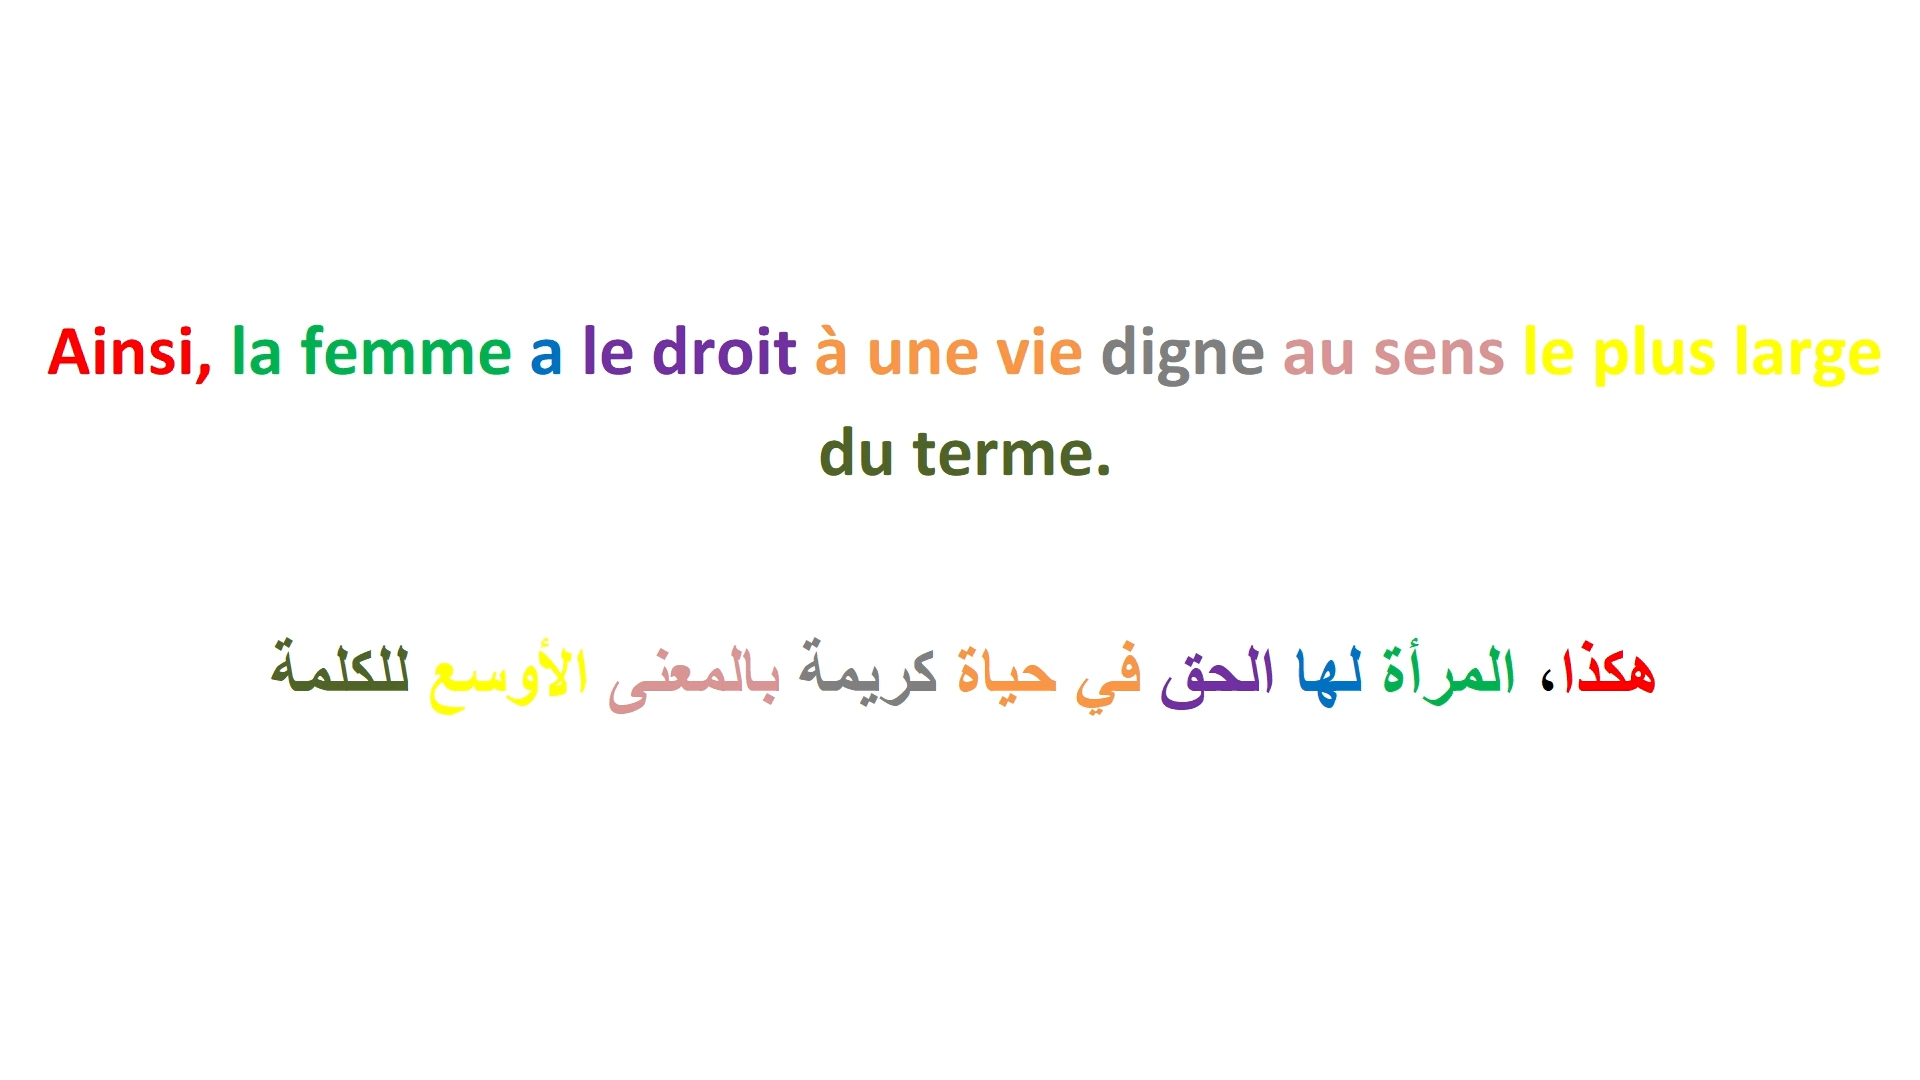 Ainsi, la femme a le droit à une vie digne au sens le plus large
du terme.
هكذا، المرأة لها الحق في حياة كريمة بالمعنى الأوسع للكلمة